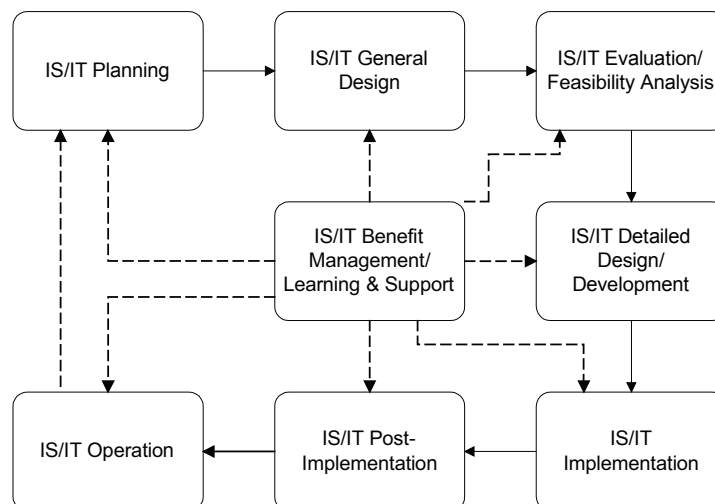 IS/IT Planning
IS/IT General
Design
IS/IT Evaluation/
Feasibility Analysis
IS/IT Benefit
Management/
Learning & Support
IS/IT Detailed
Design/
Development
IS/IT Operation
IS/IT Post-
Implementation
IS/IT
Implementation